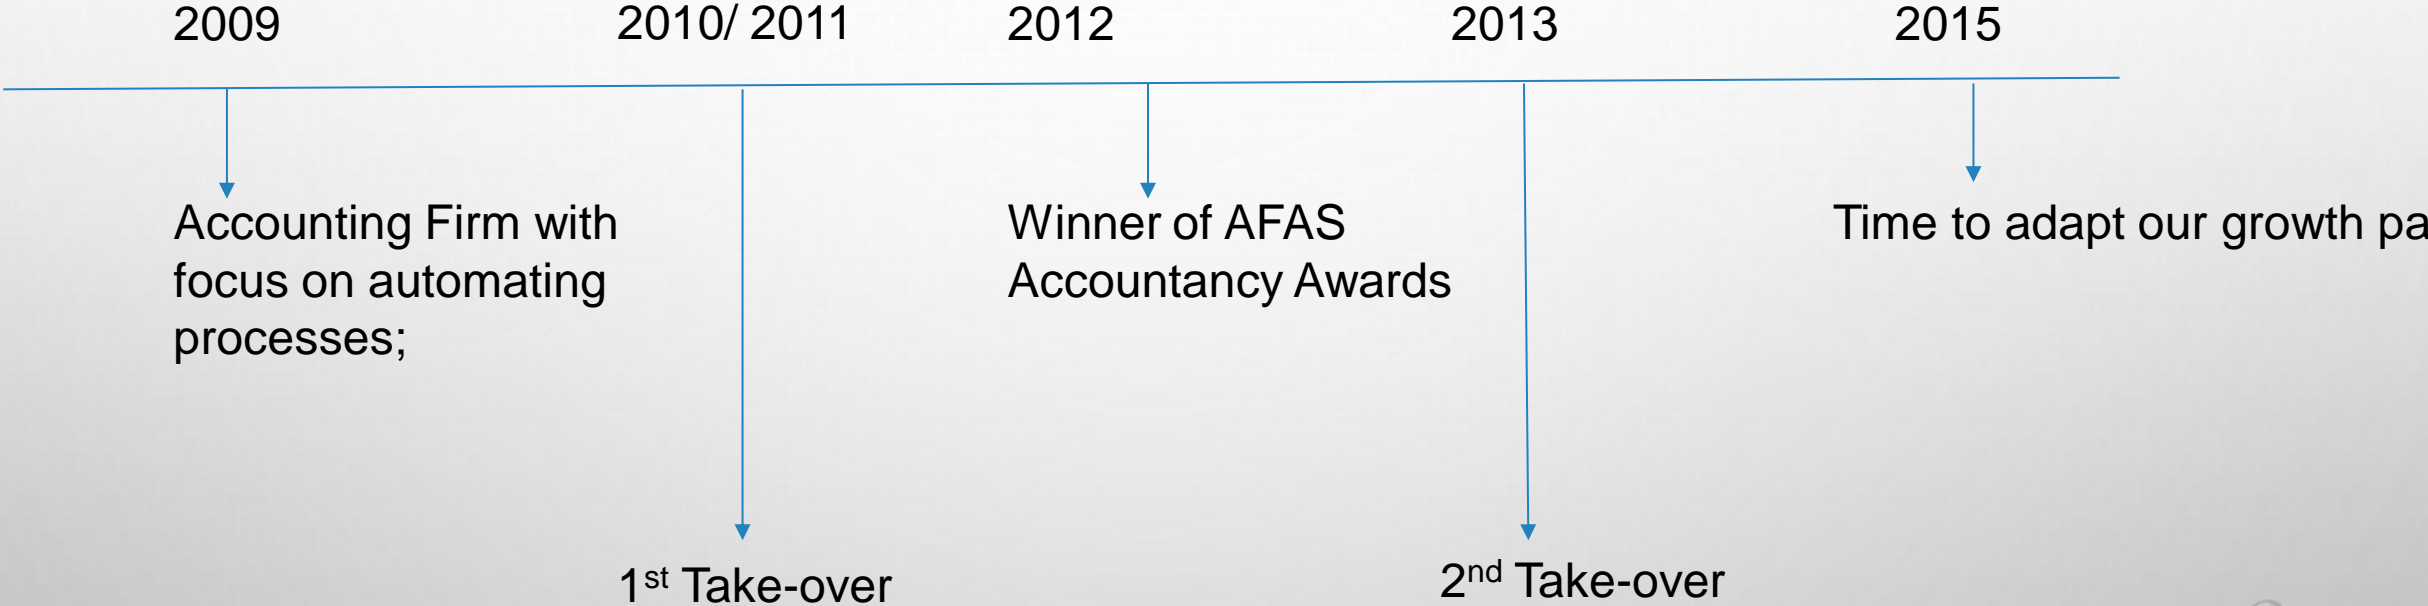 2009
2010/ 2011
2012
2013
2015
Accounting Firm with
focus on automating
processes;
Winner of AFAS
Accountancy Awards
Time to adapt our growth
1st Take-over
2nd Take-over